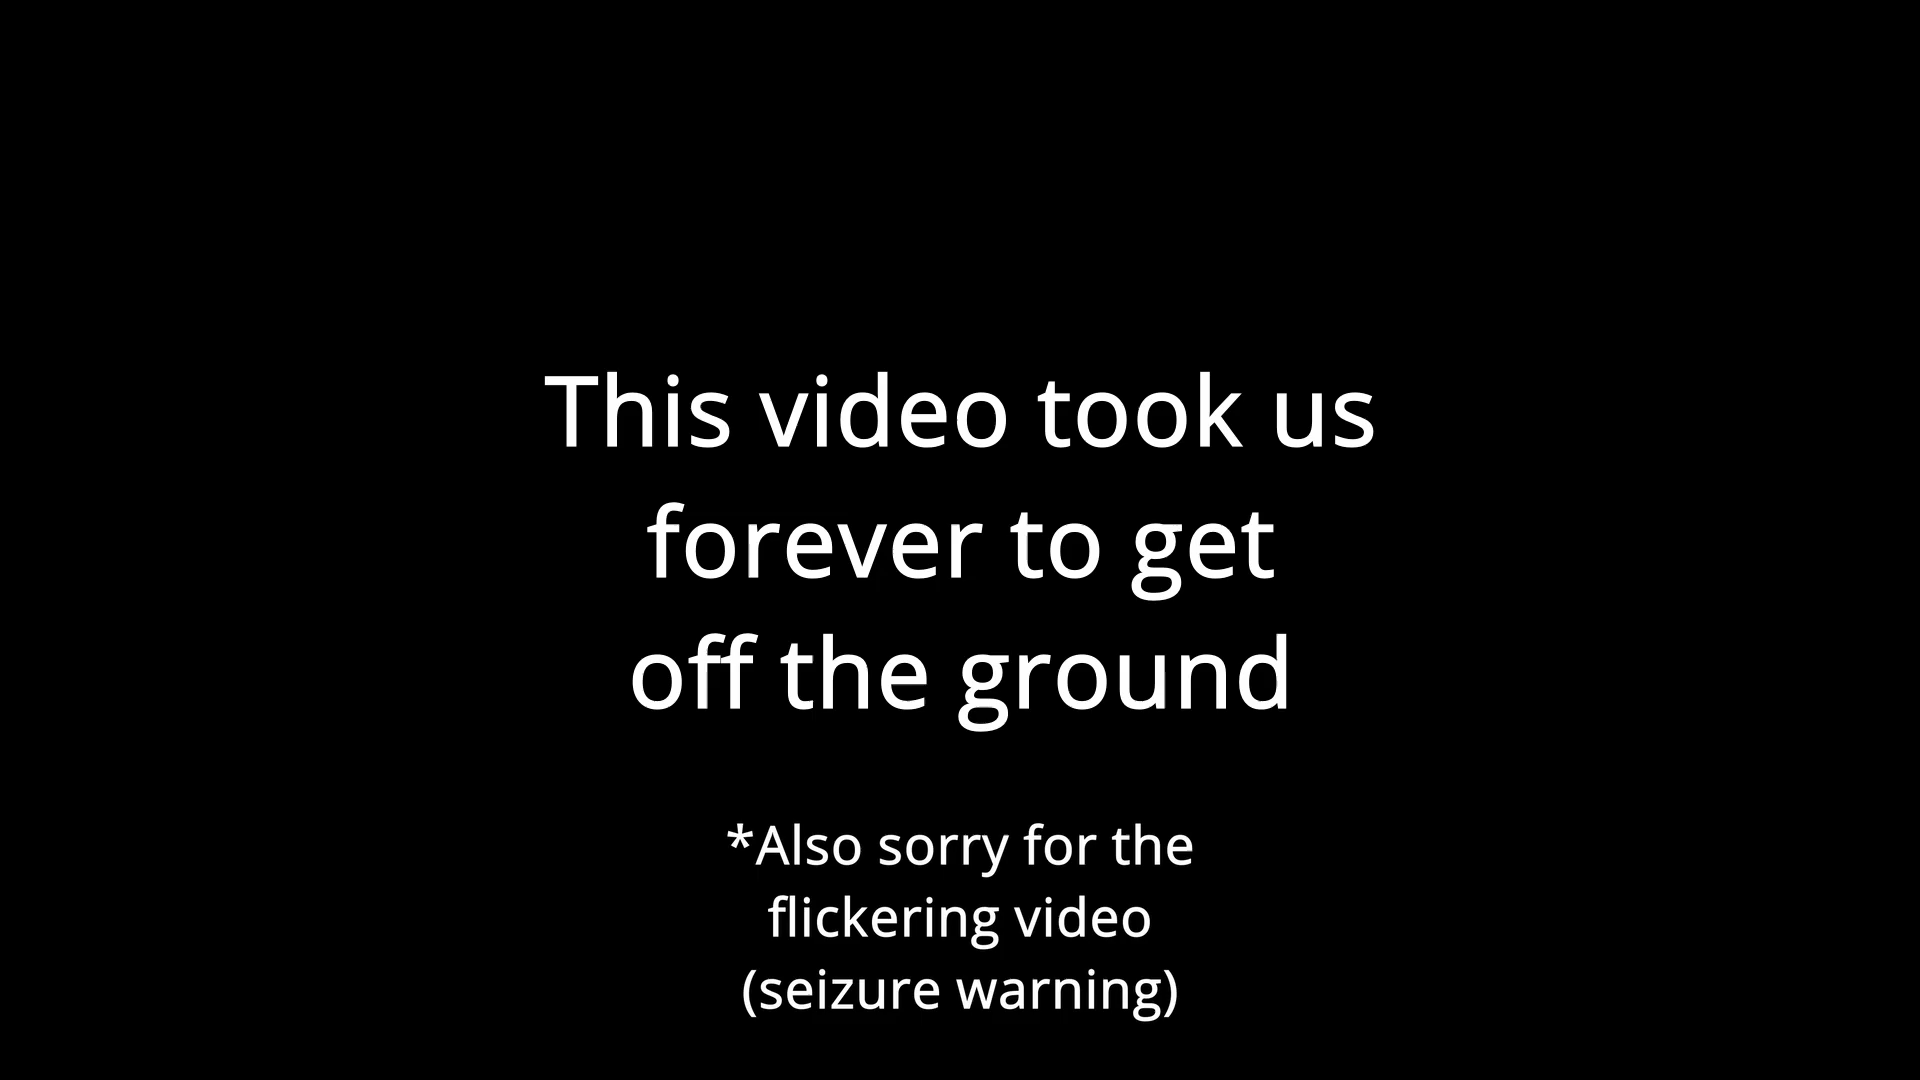 This video took us
forever to get
off the ground
*Also sorry for the
flickering video
(seizure warning)